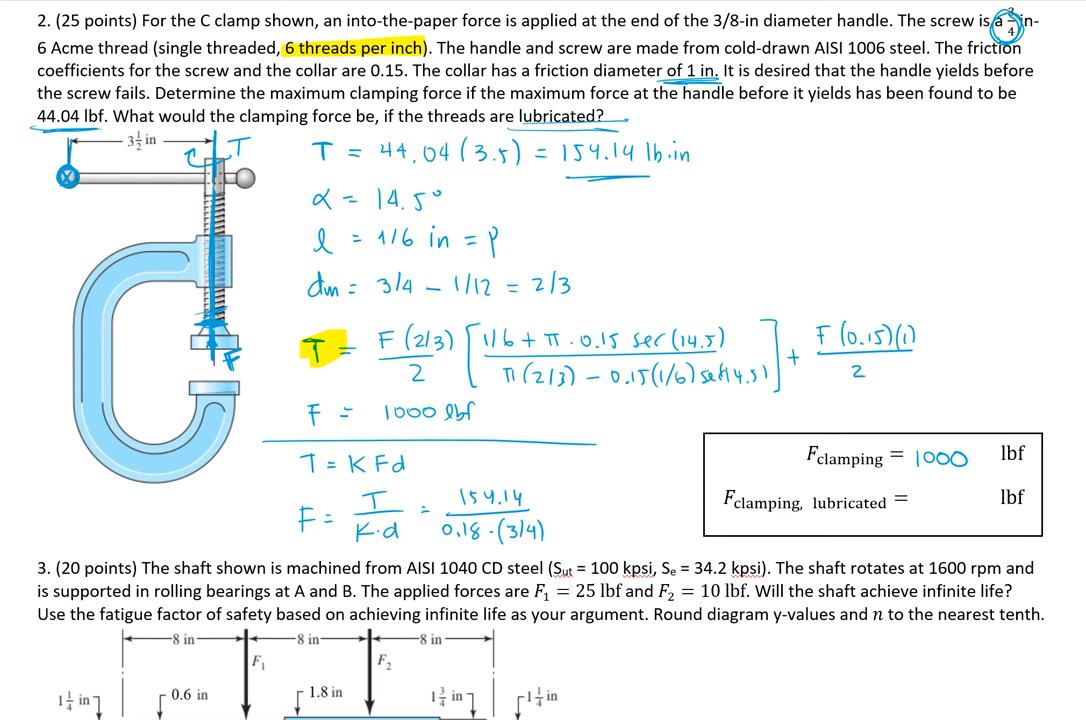 2. (25 points) For the C clamp shown, an into-the-paper force is applied at the end of the 3/8-in diameter handle. The screw is a 3/4 in-
6 Acme thread (single threaded, 6 threads per inch). The handle and screw are made from cold-drawn AISI 1006 steel. The friction
coefficients for the screw and the collar are 0.15. The collar has a friction diameter of 1 in. It is desired that the handle yields before
the screw fails. Determine the maximum clamping force if the maximum force at the handle before it yields has been found to be
44.04 lbf. What would the clamping force be, if the threads are lubricated?
3 1/2 in
T
T = 44.04 (3.5) = 154.14 lb.in
α = 14.5°
l = 1/6 in = p
dm = 3/4 - 1/12 = 2/3
T = F (2/3) / 2 [ 1/6 + π . 0.15 sec (14.5) / π (2/3) - 0.15 (1/6) sec 14.5) ] + F (0.15)(1) / 2
F
F = 1000 lbf
T = K F d
F = T / K.d = 154.14 / 0.18 . (3/4)
Fclamping = 1000 lbf
Fclamping, lubricated = lbf
3. (20 points) The shaft shown is machined from AISI 1040 CD steel (Sut = 100 kpsi, Se = 34.2 kpsi). The shaft rotates at 1600 rpm and
is supported in rolling bearings at A and B. The applied forces are F1 = 25 lbf and F2 = 10 lbf. Will the shaft achieve infinite life?
Use the fatigue factor of safety based on achieving infinite life as your argument. Round diagram y-values and n to the nearest tenth.
8 in 8 in 8 in
F1 F2
1 1/4 in 0.6 in 1.8 in 1 3/4 in 1 1/4 in